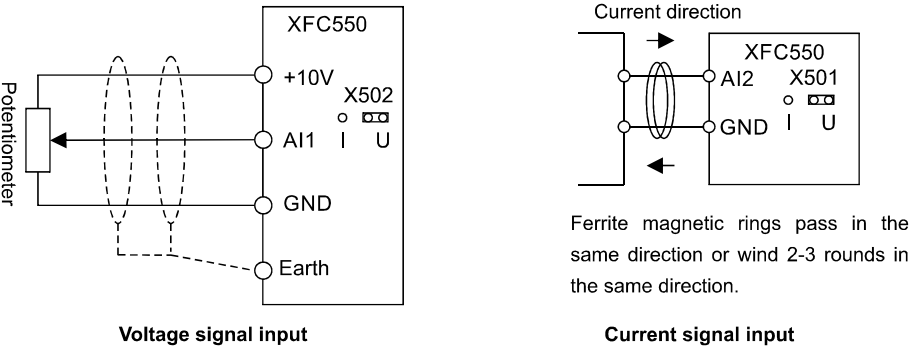 XFC550
+10V
X502
AI1
I U
GND
Earth
Potentiometer
Voltage signal input
Current direction
XFC550
AI2 X501
GND I U
Ferrite magnetic rings pass in the
same direction or wind 2-3 rounds in
the same direction.
Current signal input